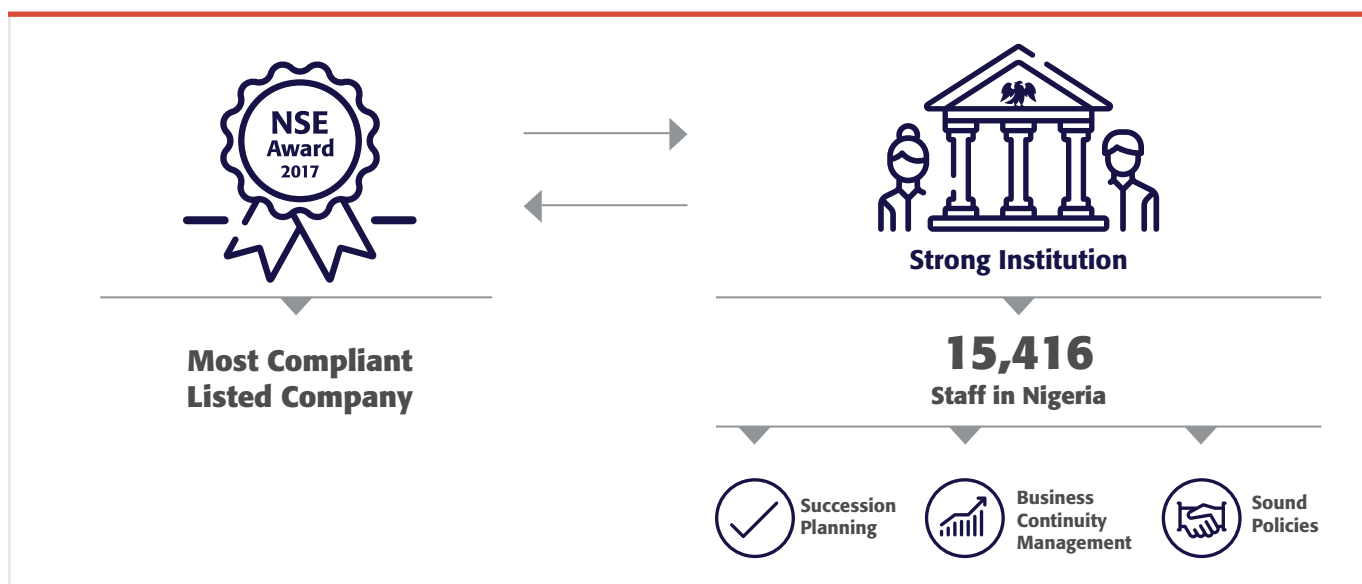 NSE
Award
2017
Most Compliant
Listed Company
Strong Institution
15,416
Staff in Nigeria
Succession
Planning
Business
Continuity
Management
Sound
Policies